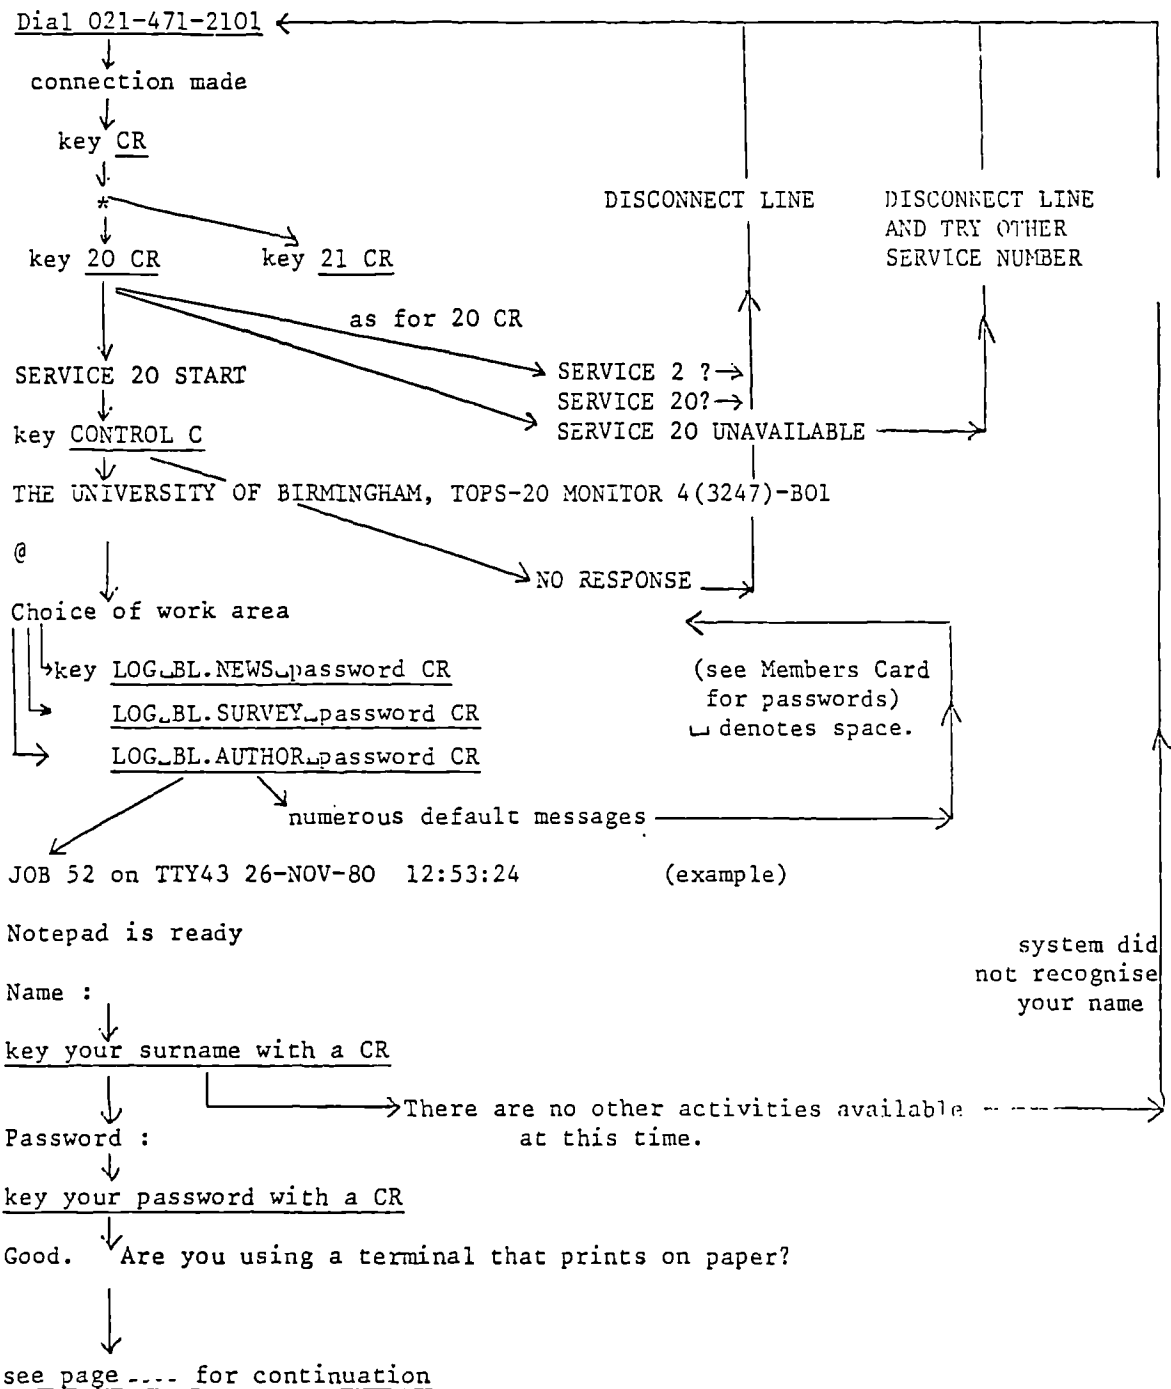 Dial 021-471-2101
connection made
key CR
*
DISCONNECT LINE
DISCONNECT LINE
AND TRY OTHER
SERVICE NUMBER
key 20 CR
key 21 CR
as for 20 CR
SERVICE 20 START
SERVICE 2 ?
SERVICE 20?
SERVICE 20 UNAVAILABLE
key CONTROL C
THE UNIVERSITY OF BIRMINGHAM, TOPS-20 MONITOR 4(3247)-B01
@
NO RESPONSE
Choice of work area
key LOG␣BL.NEWS␣password CR
LOG␣BL.SURVEY␣password CR
LOG␣BL.AUTHOR␣password CR
(see Members Card
for passwords)
␣ denotes space.
numerous default messages
JOB 52 on TTY43 26-NOV-80 12:53:24 (example)
Notepad is ready
system did
not recognise
your name
Name :
key your surname with a CR
There are no other activities available
at this time.
Password :
key your password with a CR
Good. Are you using a terminal that prints on paper?
see page .... for continuation